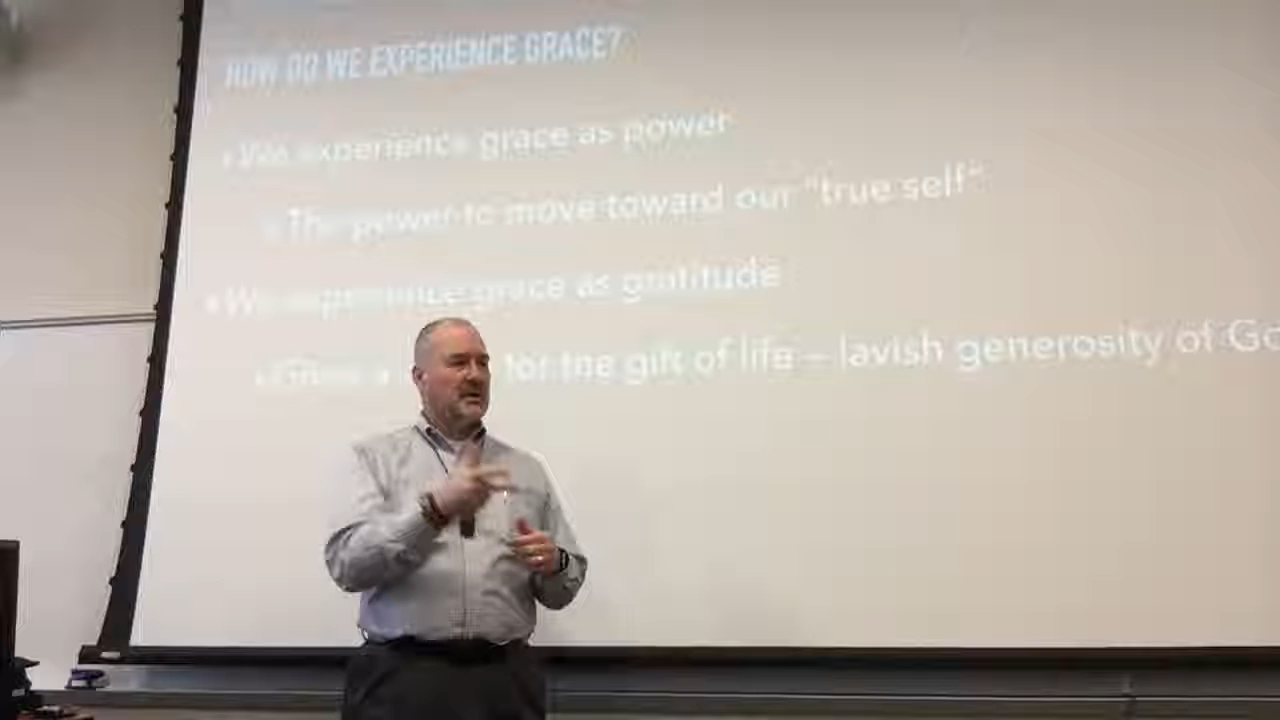 HOW DO WE EXPERIENCE GRACE?
We experience grace as power
The power to move toward our "true self"
We experience grace as gratitude
for the gift of life – lavish generosity of Go